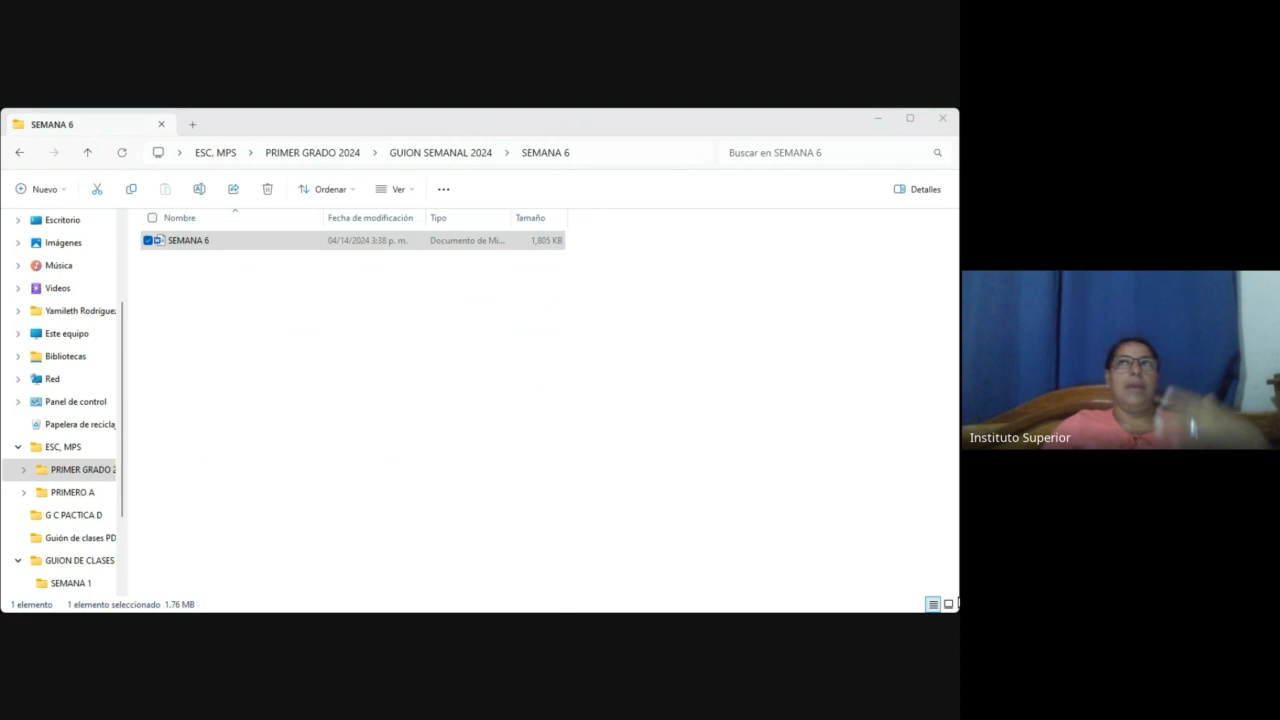 SEMANA 6
ESC, MPS > PRIMER GRADO 2024 > GUION SEMANAL 2024 > SEMANA 6
Buscar en SEMANA 6
Nuevo
Ordenar
Ver
Detalles
Nombre Fecha de modificación Tipo Tamaño
SEMANA 6 04/14/2024 3:38 p. m. Documento de Mi... 1,805 KB
Escritorio
Imágenes
Música
Videos
Yamileth Rodríguez
Este equipo
Bibliotecas
Red
Panel de control
Papelera de recicla
ESC, MPS
PRIMER GRADO 2
PRIMERO A
G C PACTICA D
Guión de clases PD
GUION DE CLASES
SEMANA 1
1 elemento 1 elemento seleccionado 1.76 MB
Instituto Superior